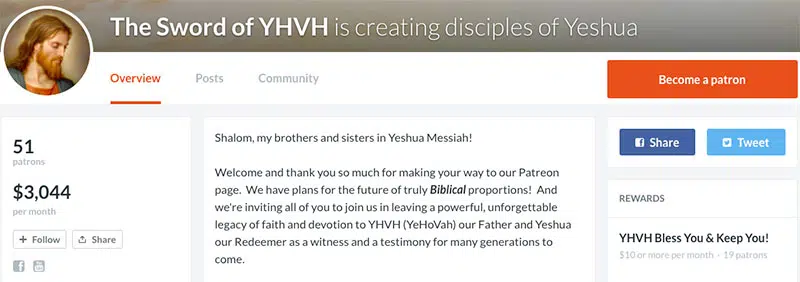 The Sword of YHVH is creating disciples of Yeshua
Overview
Posts
Community
Become a patron
51
patrons
$3,044
per month
Follow
Share
Shalom, my brothers and sisters in Yeshua Messiah!
Welcome and thank you so much for making your way to our Patreon
page. We have plans for the future of truly Biblical proportions! And
we're inviting all of you to join us in leaving a powerful, unforgettable
legacy of faith and devotion to YHVH (YeHoVah) our Father and Yeshua
our Redeemer as a witness and a testimony for many generations to
come.
Share
Tweet
REWARDS
YHVH Bless You & Keep You!
$10 or more per month · 19 patrons